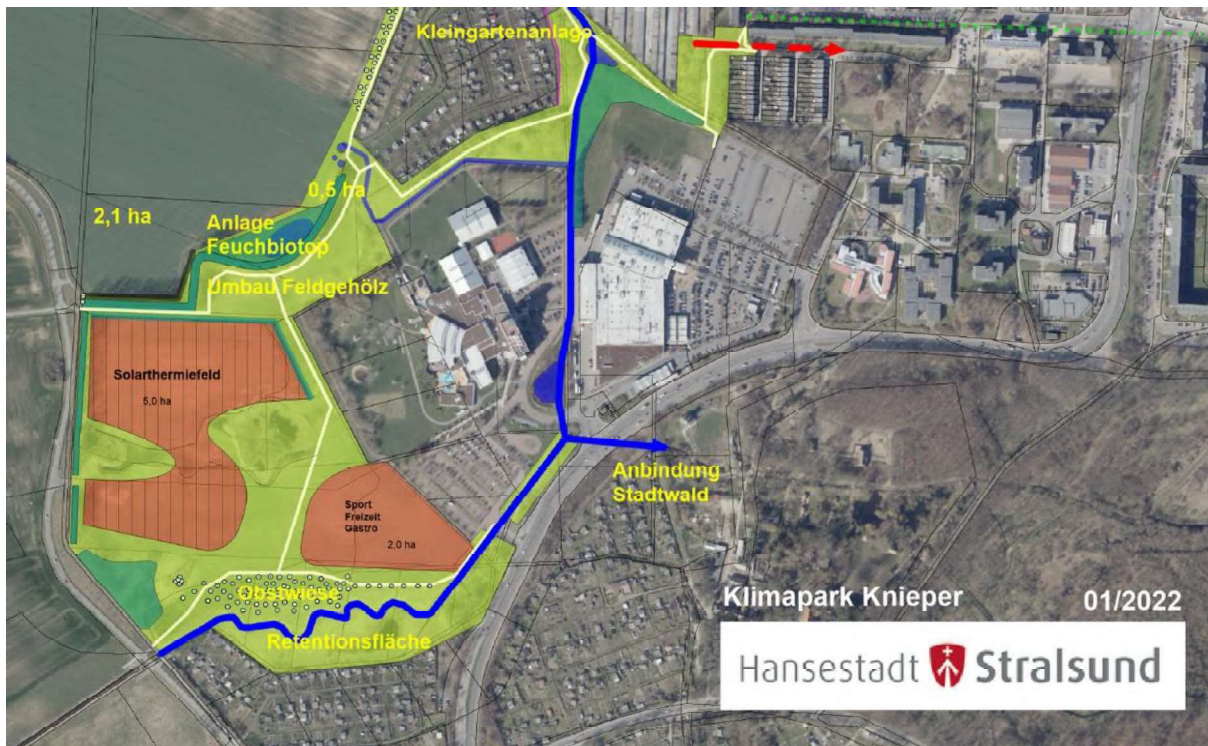 Kleingartenanlage
0,5 ha
2,1 ha
Anlage
Feuchbiotop
Umbau Feldgehölz
Solarthermiefeld
5,0 ha
Sport
Freizeit
Gastro
2,0 ha
Anbindung
Stadtwald
Obstwiese
Retentionsfläche
Klimapark Knieper 01/2022
Hansestadt Stralsund